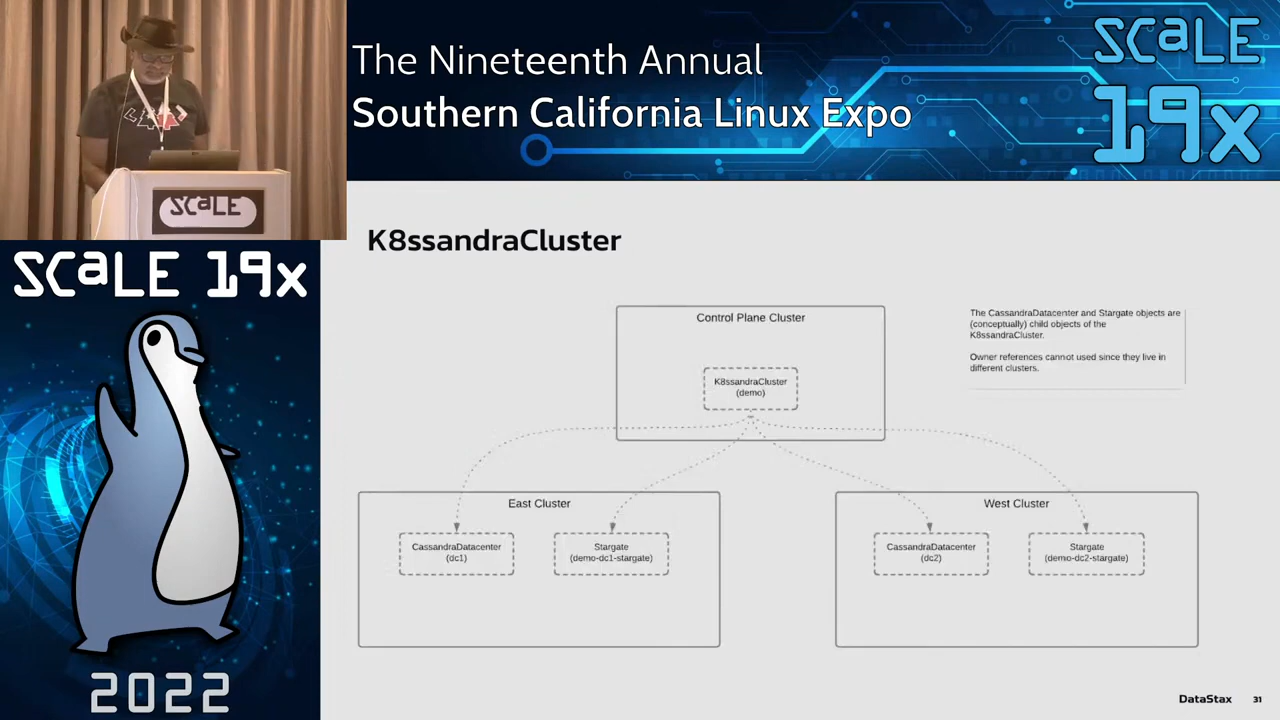 The Nineteenth Annual
Southern California Linux Expo
SCaLE
19x
SCaLE
SCaLE 19x
2022
K8ssandraCluster
Control Plane Cluster
K8ssandraCluster
(demo)
The CassandraDatacenter and Stargate objects are
(conceptually) child objects of the
K8ssandraCluster.
Owner references cannot used since they live in
different clusters.
East Cluster
CassandraDatacenter
(dc1)
Stargate
(demo-dc1-stargate)
West Cluster
CassandraDatacenter
(dc2)
Stargate
(demo-dc2-stargate)
DataStax 31